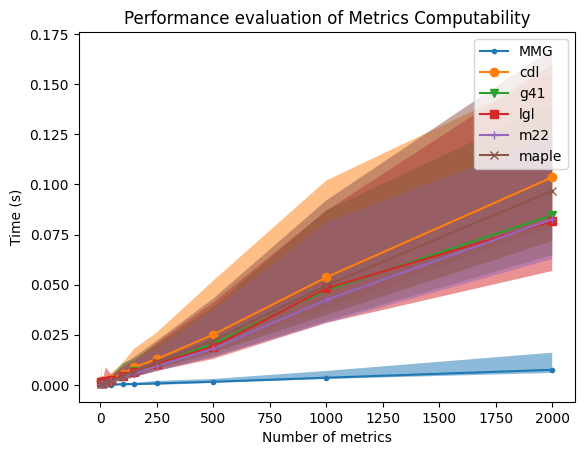 Performance evaluation of Metrics Computability
0.175
0.150
0.125
0.100
0.075
0.050
0.025
0.000
Time (s)
MMG
cdl
g41
lgl
m22
maple
0 250 500 750 1000 1250 1500 1750 2000
Number of metrics